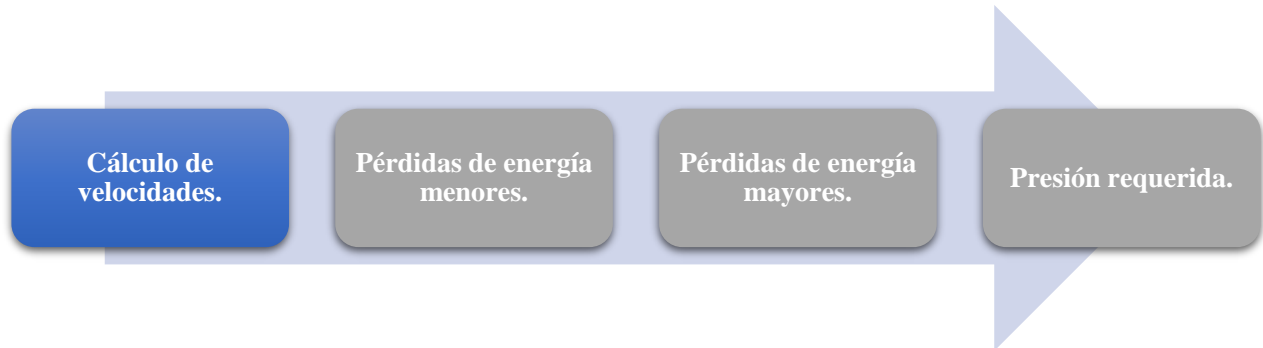 Cálculo de
velocidades.
Pérdidas de energía
menores.
Pérdidas de energía
mayores.
Presión requerida.